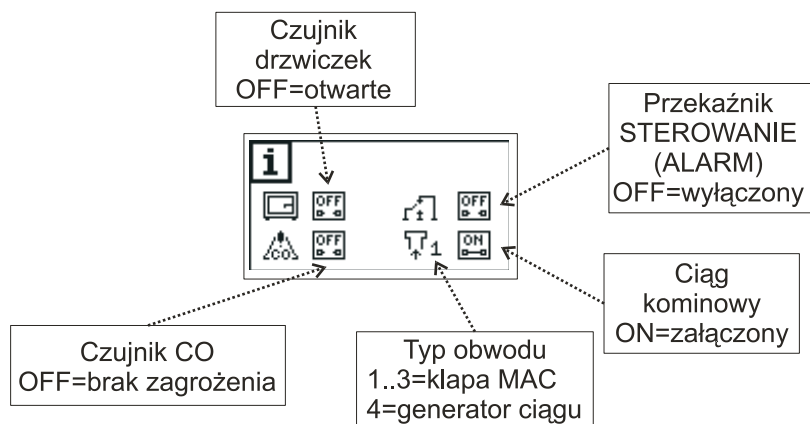 Czujnik
drzwiczek
OFF=otwarte
Przekaźnik
STEROWANIE
(ALARM)
OFF=wyłączony
i
OFF
OFF
CO
OFF
1
ON
Ciąg
kominowy
ON=załączony
Czujnik CO
OFF=brak zagrożenia
Typ obwodu
1..3=klapa MAC
4=generator ciągu